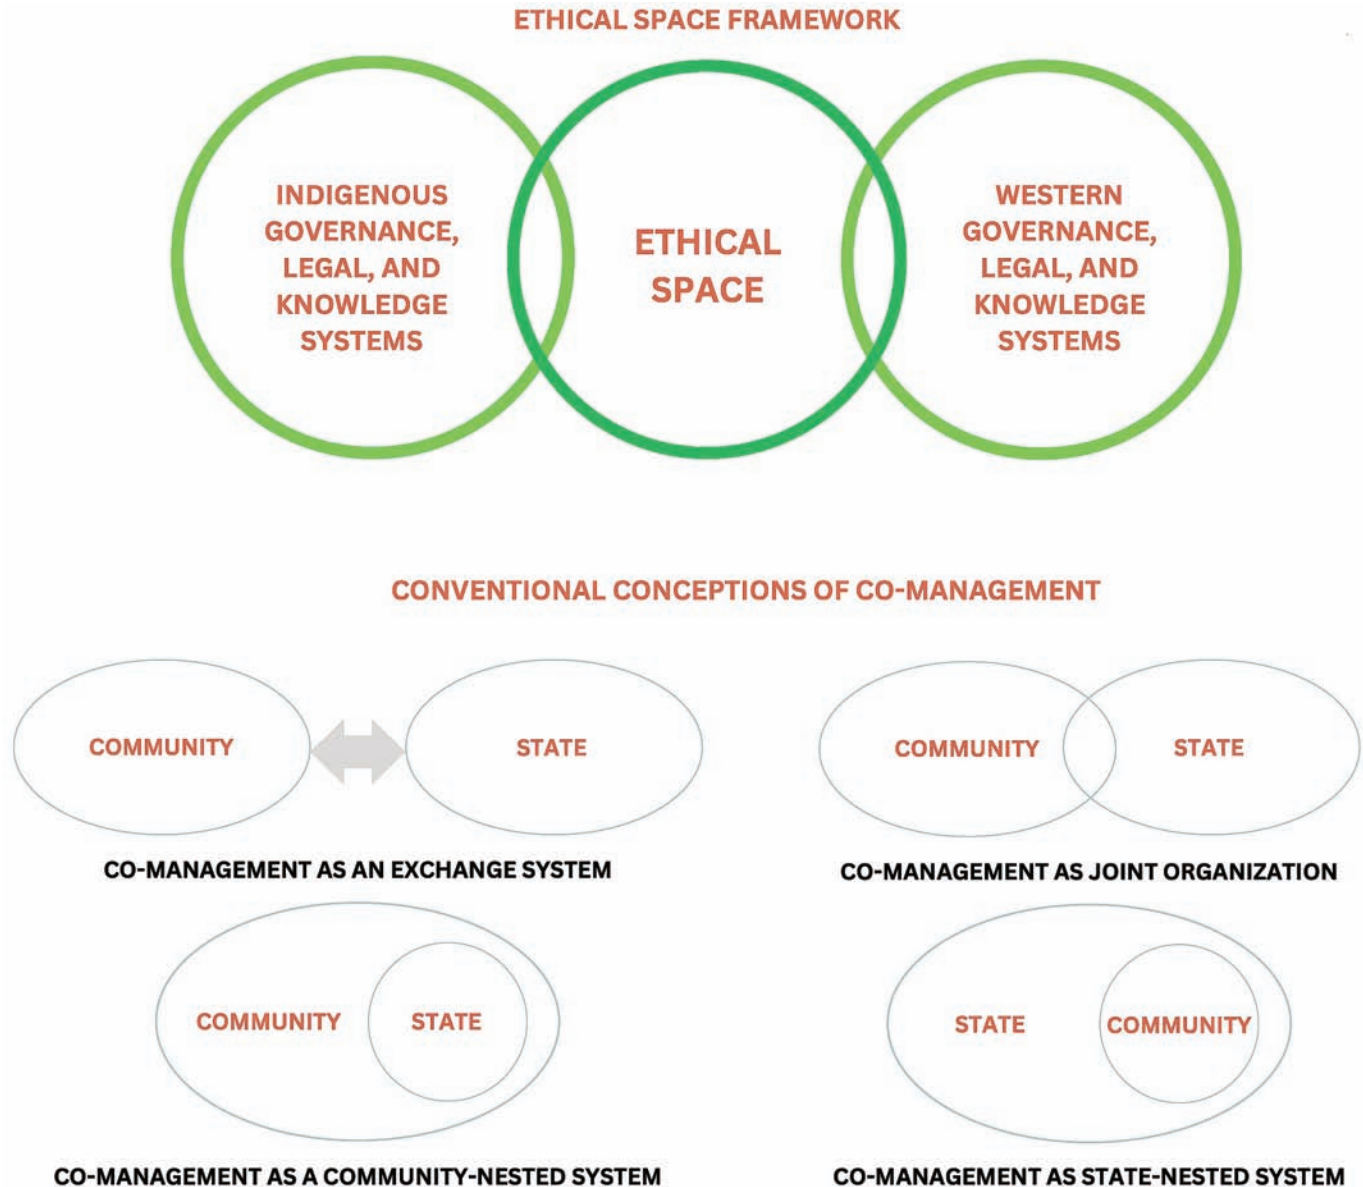 ETHICAL SPACE FRAMEWORK
INDIGENOUS
GOVERNANCE,
LEGAL, AND
KNOWLEDGE
SYSTEMS
ETHICAL
SPACE
WESTERN
GOVERNANCE,
LEGAL, AND
KNOWLEDGE
SYSTEMS
CONVENTIONAL CONCEPTIONS OF CO-MANAGEMENT
COMMUNITY
STATE
CO-MANAGEMENT AS AN EXCHANGE SYSTEM
COMMUNITY
STATE
CO-MANAGEMENT AS JOINT ORGANIZATION
COMMUNITY
STATE
CO-MANAGEMENT AS A COMMUNITY-NESTED SYSTEM
STATE
COMMUNITY
CO-MANAGEMENT AS STATE-NESTED SYSTEM